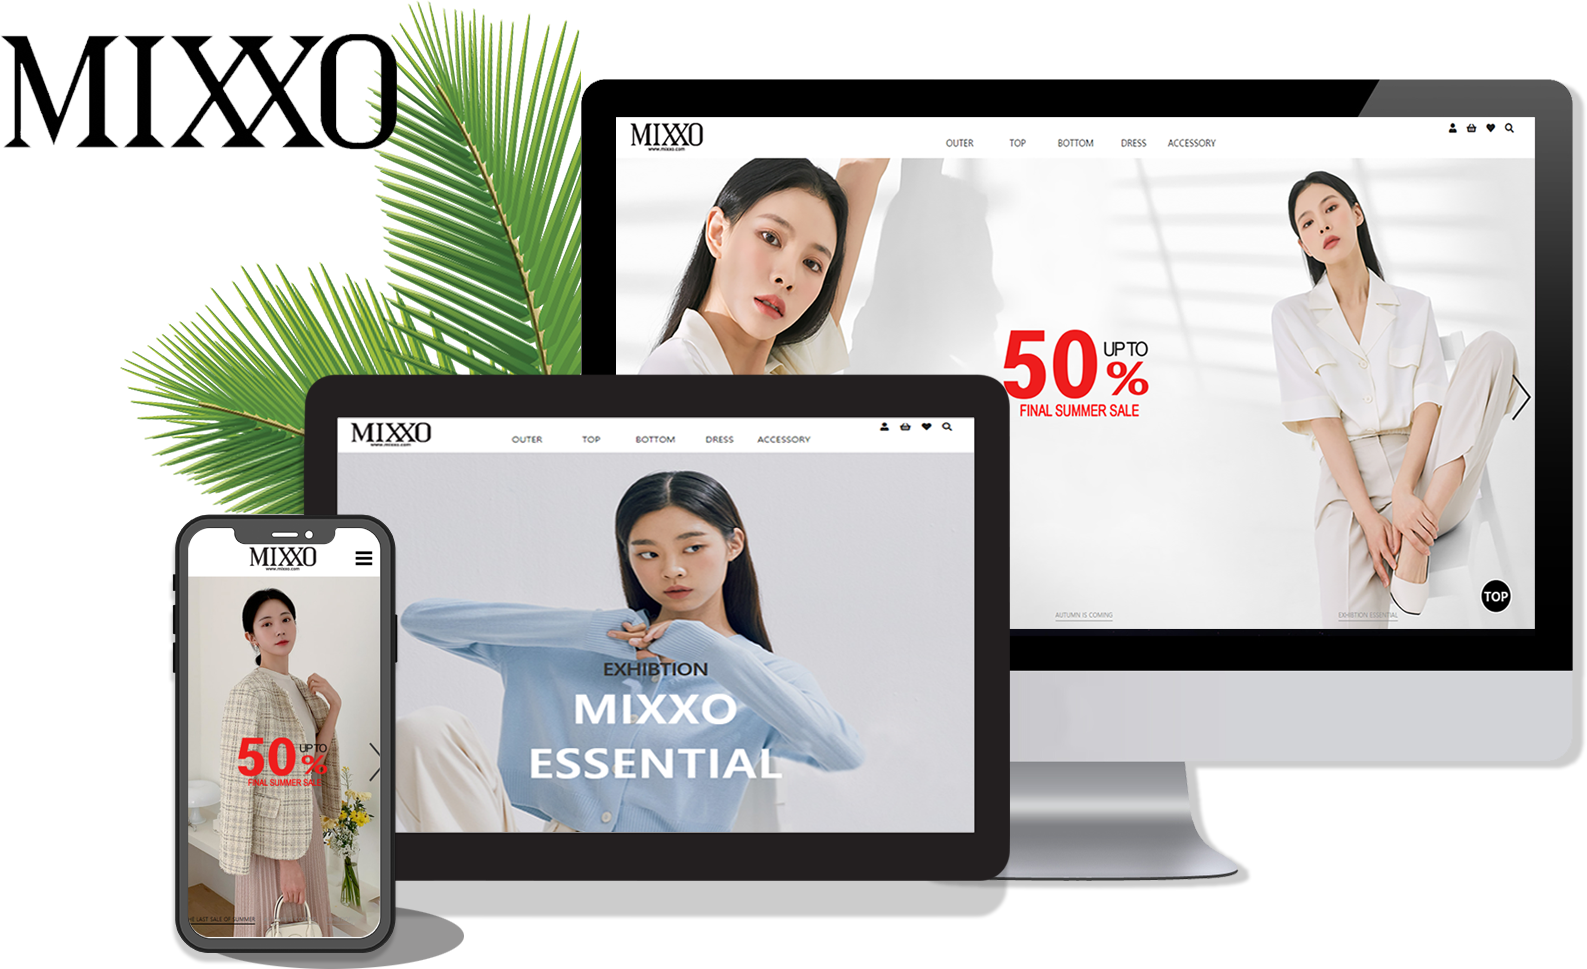 MIXXO
MIXXO
www.mixxo.com
OUTER TOP BOTTOM DRESS ACCESSORY
50 UP TO
%
FINAL SUMMER SALE
AUTUMN IS COMING
EXHIBITION ESSENTIAL
TOP
MIXXO
www.mixxo.com
OUTER TOP BOTTOM DRESS ACCESSORY
EXHIBTION
MIXXO
ESSENTIAL
MIXXO
www.mixxo.com
50 UP TO
%
FINAL SUMMER SALE
HE LAST SALE OF SUMMER